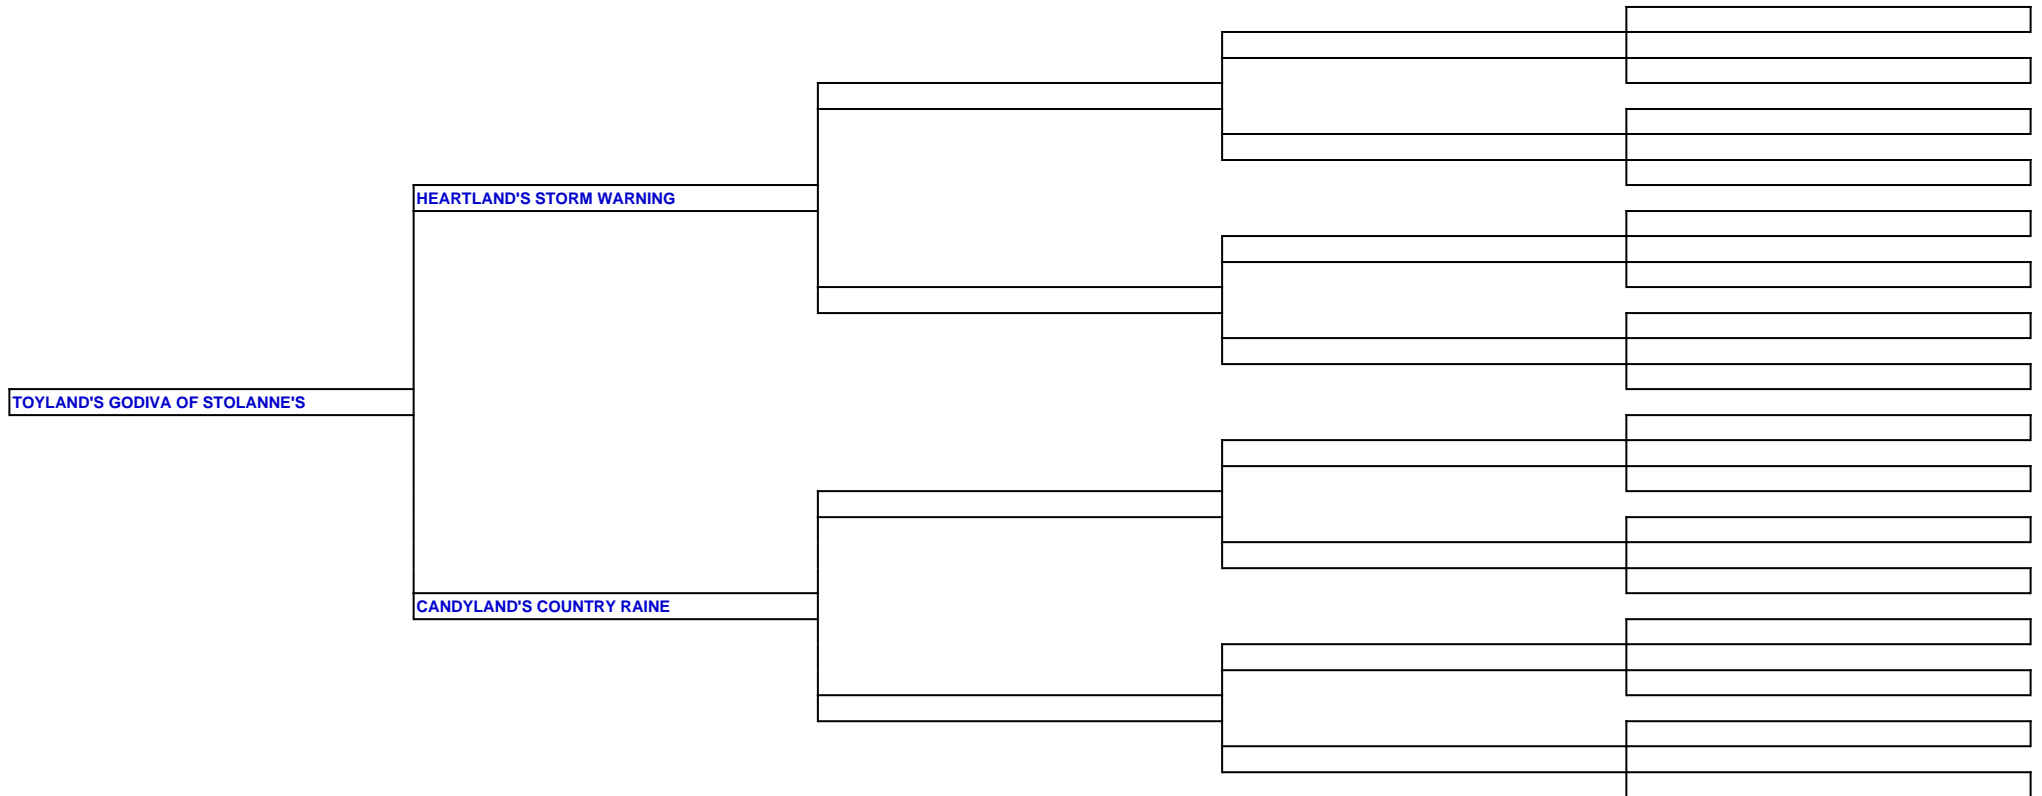 HEARTLAND'S STORM WARNING
TOYLAND'S GODIVA OF STOLANNE'S
CANDYLAND'S COUNTRY RAINE